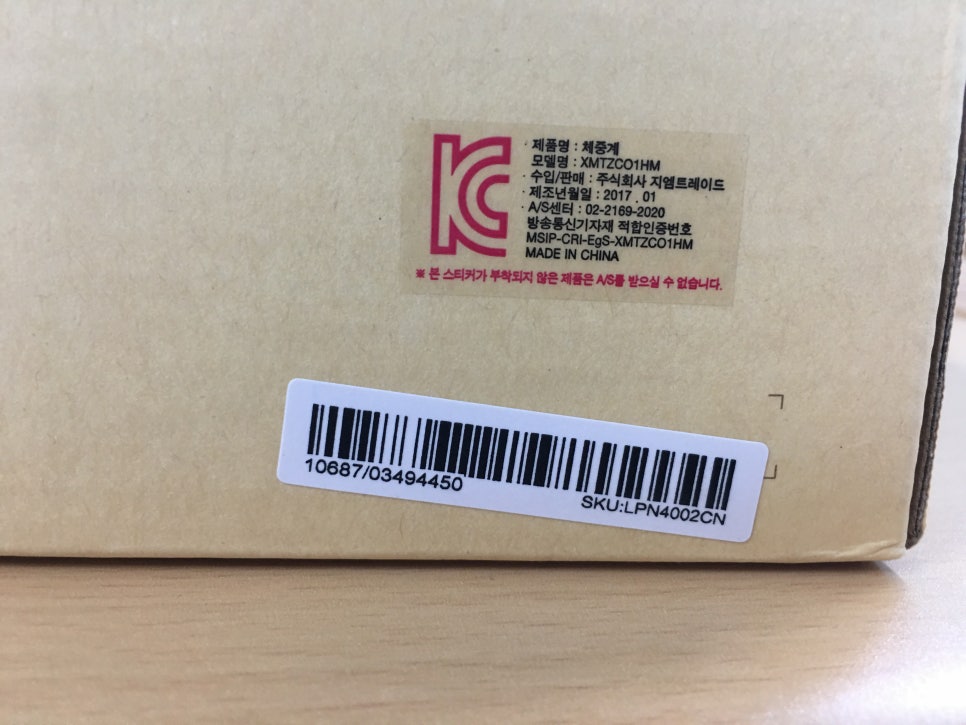 KC
· 제품명 : 체중계
· 모델명 : XMTZCO1HM
· 수입/판매 : 주식회사 지엠트레이드
· 제조년월일 : 2017 . 01
· A/S센터 : 02-2169-2020
방송통신기자재 적합인증번호
MSIP-CRI-EgS-XMTZCO1HM
MADE IN CHINA
※ 본 스티커가 부착되지 않은 제품은 A/S를 받으실 수 없습니다.
10687/03494450
SKU:LPN4002CN